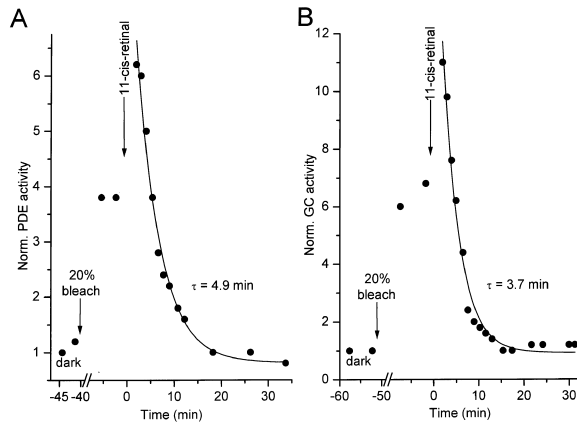 A
Norm. PDE activity
6
5
4
3
2
1
11-cis-retinal
20%
bleach
dark
τ = 4.9 min
-45 -40 0 10 20 30
Time (min)
B
Norm. GC activity
12
10
8
6
4
2
0
11-cis-retinal
20%
bleach
dark
τ = 3.7 min
-60 -50 0 10 20 30
Time (min)